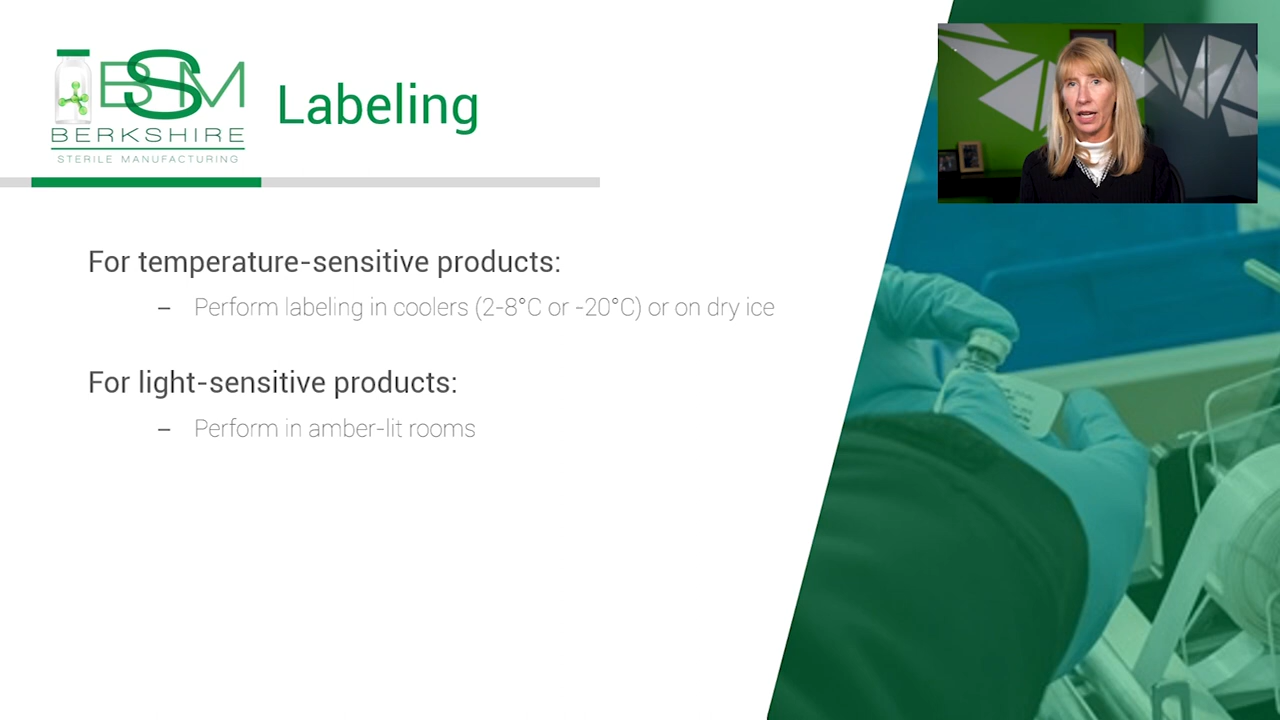 BSM
BERKSHIRE
STERILE MANUFACTURING
Labeling
For temperature-sensitive products:
– Perform labeling in coolers (2-8°C or -20°C) or on dry ice
For light-sensitive products:
– Perform in amber-lit rooms